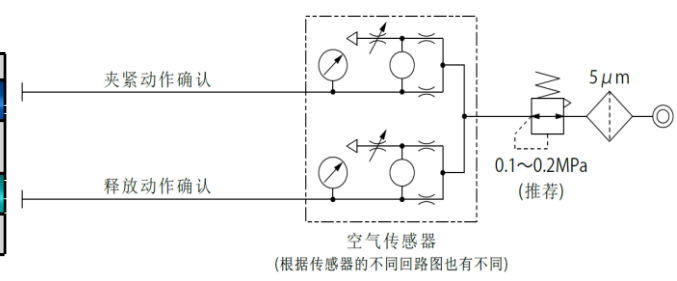 夹紧动作确认
5μm
0.1～0.2MPa
(推荐)
释放动作确认
空气传感器
(根据传感器的不同回路图也有不同)